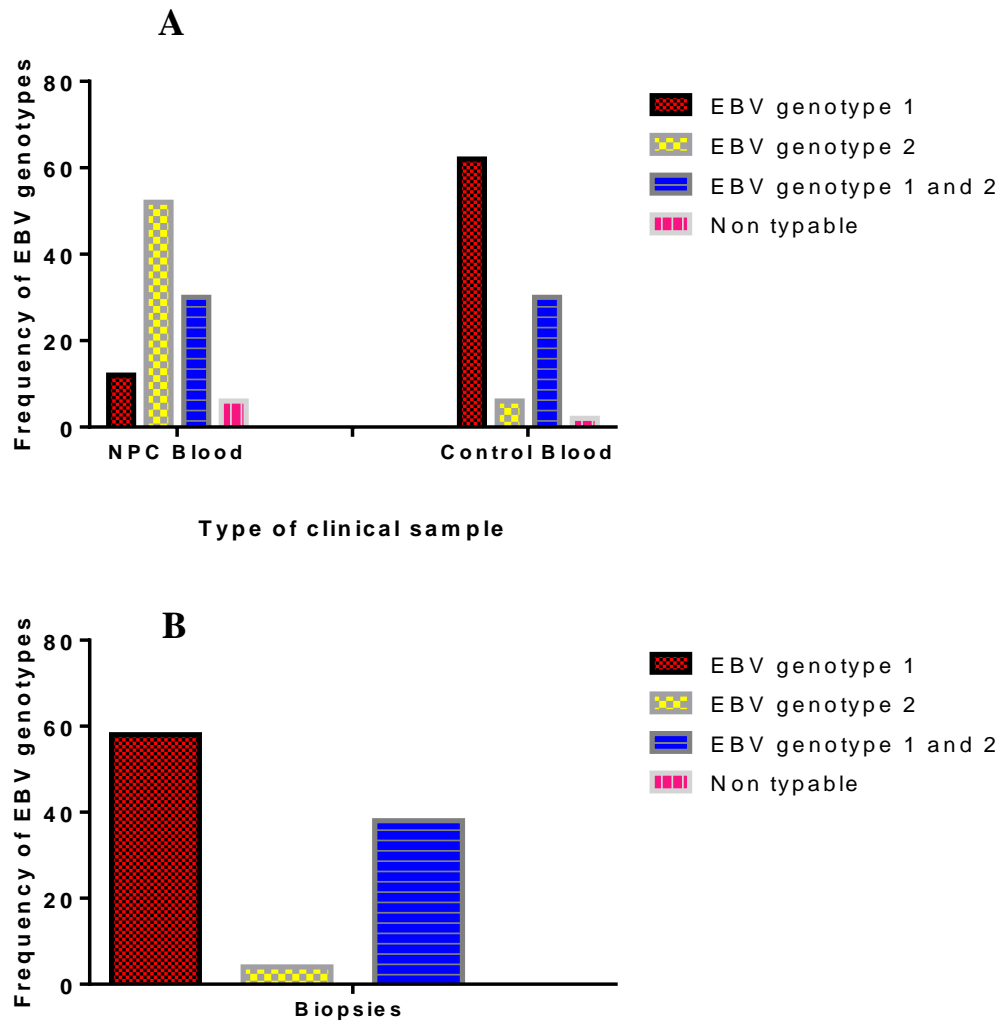 A
Frequency of EBV genotypes
80
60
40
20
0
NPC Blood
Control Blood
Type of clinical sample
EBV genotype 1
EBV genotype 2
EBV genotype 1 and 2
Non typable
B
Frequency of EBV genotypes
80
60
40
20
0
Biopsies
EBV genotype 1
EBV genotype 2
EBV genotype 1 and 2
Non typable